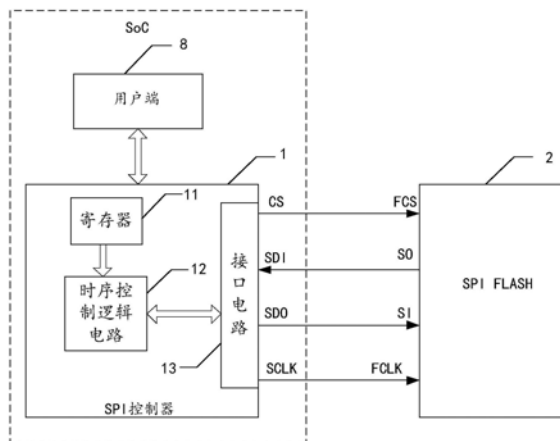 SoC
8
用户端
1
2
11
寄存器
CS
FCS
12
时序控
制逻辑
电路
接
口
电
路
SDI
SO
SPI FLASH
SDO
SI
13
SCLK
FCLK
SPI控制器